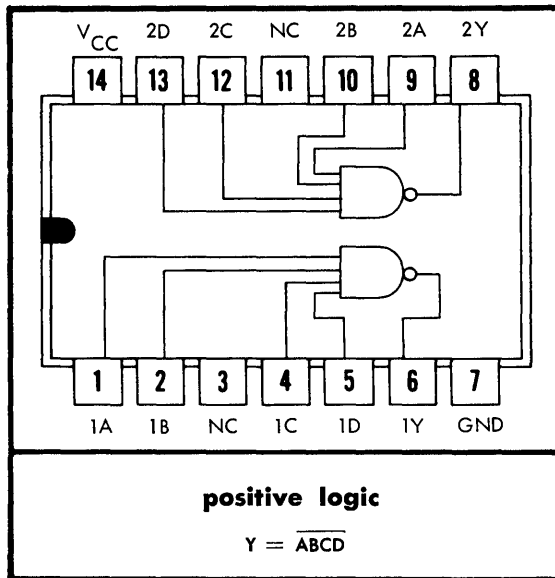 VCC 2D 2C NC 2B 2A 2Y
14 13 12 11 10 9 8
1 2 3 4 5 6 7
1A 1B NC 1C 1D 1Y GND
positive logic
Y = \overline{ABCD}